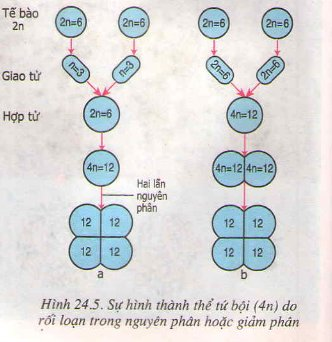 Tế bào
2n
2n=6
2n=6
2n=6
2n=6
Giao tử
n=3
n=3
2n=6
2n=6
Hợp tử
2n=6
4n=12
4n=12
4n=12
4n=12
Hai lần
nguyên
phân
12
12
12
12
12
12
12
12
a
b
Hình 24.5. Sự hình thành thể tứ bội (4n) do
rối loạn trong nguyên phân hoặc giảm phân